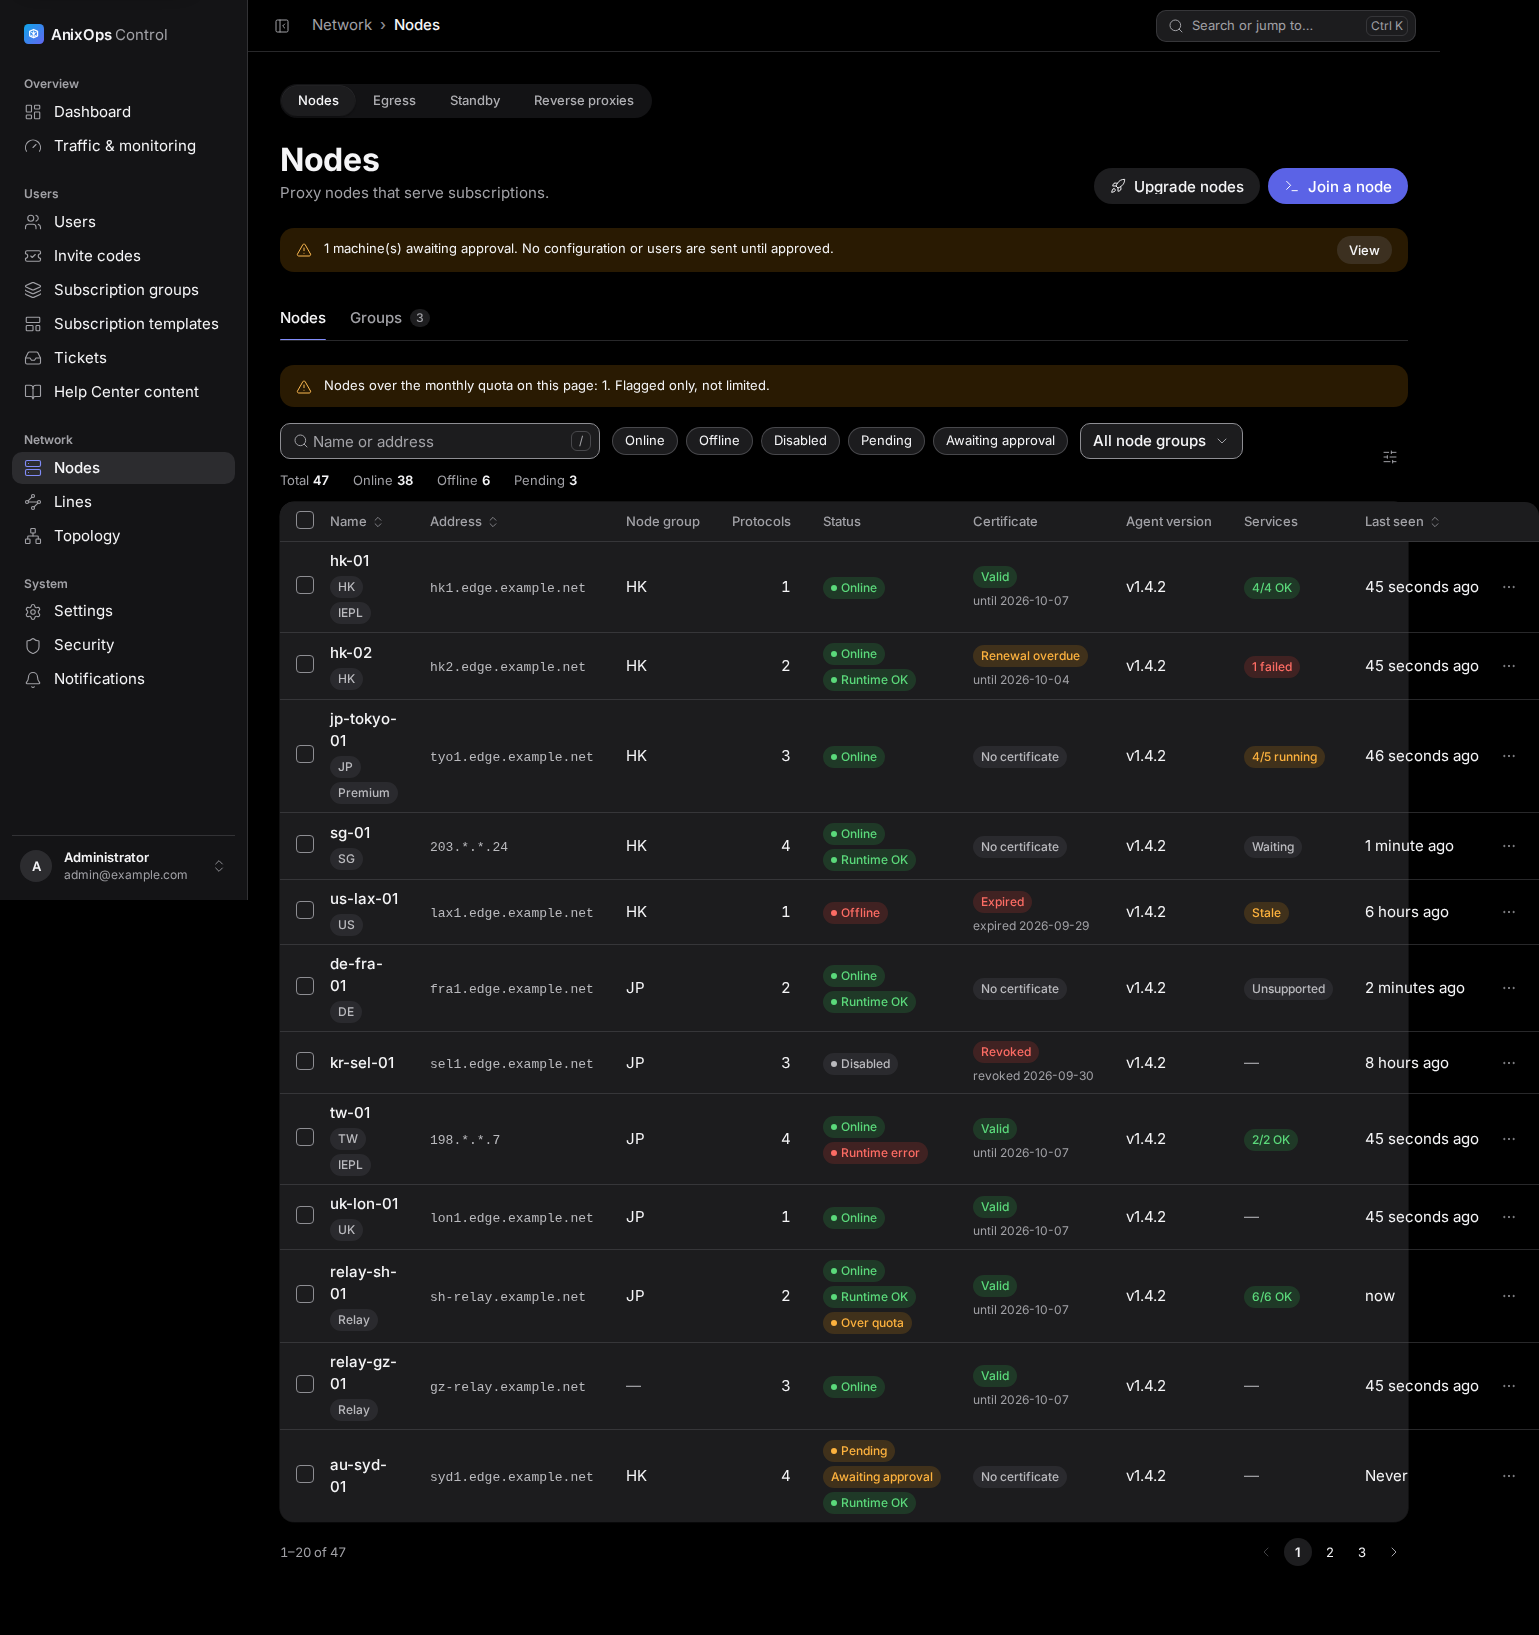 AnixOps Control
Network › Nodes
Search or jump to...
Ctrl K
Overview
Dashboard
Traffic & monitoring
Users
Users
Invite codes
Subscription groups
Subscription templates
Tickets
Help Center content
Network
Nodes
Lines
Topology
System
Settings
Security
Notifications
A
Administrator
admin@example.com
Nodes Egress Standby Reverse proxies
Nodes
Proxy nodes that serve subscriptions.
Upgrade nodes
Join a node
1 machine(s) awaiting approval. No configuration or users are sent until approved.
View
Nodes Groups 3
Nodes over the monthly quota on this page: 1. Flagged only, not limited.
Name or address /
Online Offline Disabled Pending Awaiting approval
All node groups
Total 47 Online 38 Offline 6 Pending 3
Name Address Node group Protocols Status Certificate Agent version Services Last seen
hk-01
HK
IEPL
hk1.edge.example.net HK 1 Online
Valid
until 2026-10-07
v1.4.2 4/4 OK 45 seconds ago
hk-02
HK
hk2.edge.example.net HK 2
Online
Runtime OK
Renewal overdue
until 2026-10-04
v1.4.2 1 failed 45 seconds ago
jp-tokyo-
01
JP
Premium
tyo1.edge.example.net HK 3 Online No certificate v1.4.2 4/5 running 46 seconds ago
sg-01
SG
203.*.*.24 HK 4
Online
Runtime OK
No certificate v1.4.2 Waiting 1 minute ago
us-lax-01
US
lax1.edge.example.net HK 1 Offline
Expired
expired 2026-09-29
v1.4.2 Stale 6 hours ago
de-fra-
01
DE
fra1.edge.example.net JP 2
Online
Runtime OK
No certificate v1.4.2 Unsupported 2 minutes ago
kr-sel-01 sel1.edge.example.net JP 3 Disabled
Revoked
revoked 2026-09-30
v1.4.2 — 8 hours ago
tw-01
TW
IEPL
198.*.*.7 JP 4
Online
Runtime error
Valid
until 2026-10-07
v1.4.2 2/2 OK 45 seconds ago
uk-lon-01
UK
lon1.edge.example.net JP 1 Online
Valid
until 2026-10-07
v1.4.2 — 45 seconds ago
relay-sh-
01
Relay
sh-relay.example.net JP 2
Online
Runtime OK
Over quota
Valid
until 2026-10-07
v1.4.2 6/6 OK now
relay-gz-
01
Relay
gz-relay.example.net — 3 Online
Valid
until 2026-10-07
v1.4.2 — 45 seconds ago
au-syd-
01
syd1.edge.example.net HK 4
Pending
Awaiting approval
Runtime OK
No certificate v1.4.2 — Never
1–20 of 47
1 2 3